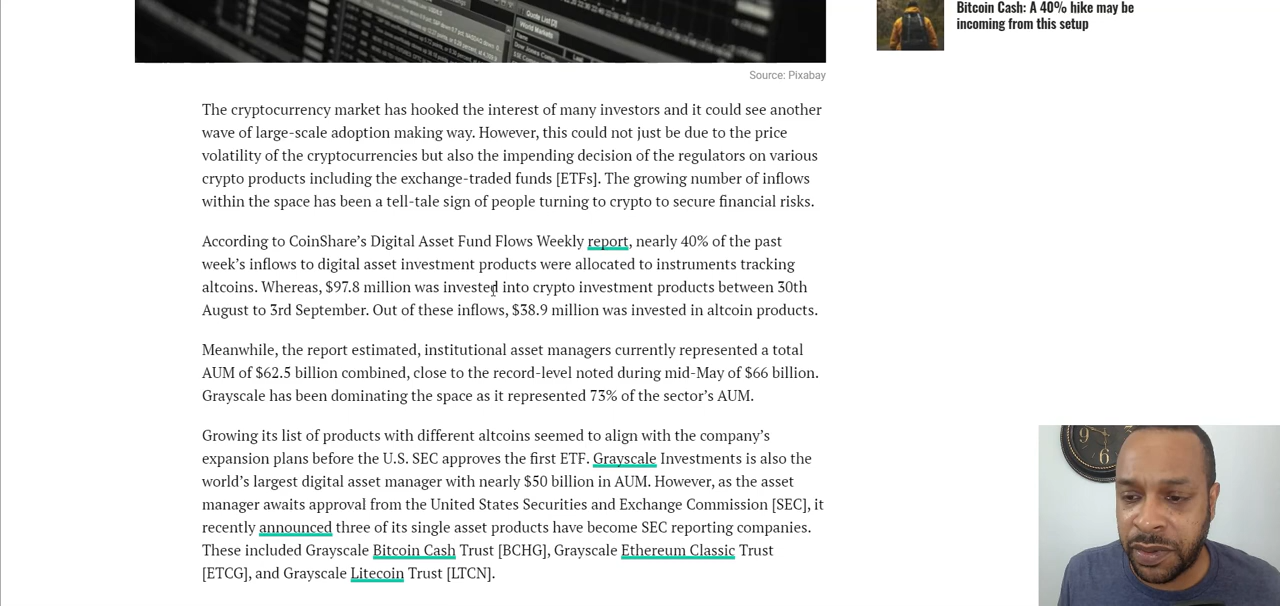 Quote List
World Markets
Bitcoin Cash: A 40% hike may be
incoming from this setup
Source: Pixabay
The cryptocurrency market has hooked the interest of many investors and it could see another
wave of large-scale adoption making way. However, this could not just be due to the price
volatility of the cryptocurrencies but also the impending decision of the regulators on various
crypto products including the exchange-traded funds [ETFs]. The growing number of inflows
within the space has been a tell-tale sign of people turning to crypto to secure financial risks.
According to CoinShare’s Digital Asset Fund Flows Weekly report, nearly 40% of the past
week’s inflows to digital asset investment products were allocated to instruments tracking
altcoins. Whereas, $97.8 million was invested into crypto investment products between 30th
August to 3rd September. Out of these inflows, $38.9 million was invested in altcoin products.
Meanwhile, the report estimated, institutional asset managers currently represented a total
AUM of $62.5 billion combined, close to the record-level noted during mid-May of $66 billion.
Grayscale has been dominating the space as it represented 73% of the sector’s AUM.
Growing its list of products with different altcoins seemed to align with the company’s
expansion plans before the U.S. SEC approves the first ETF. Grayscale Investments is also the
world’s largest digital asset manager with nearly $50 billion in AUM. However, as the asset
manager awaits approval from the United States Securities and Exchange Commission [SEC], it
recently announced three of its single asset products have become SEC reporting companies.
These included Grayscale Bitcoin Cash Trust [BCHG], Grayscale Ethereum Classic Trust
[ETCG], and Grayscale Litecoin Trust [LTCN].
9
6